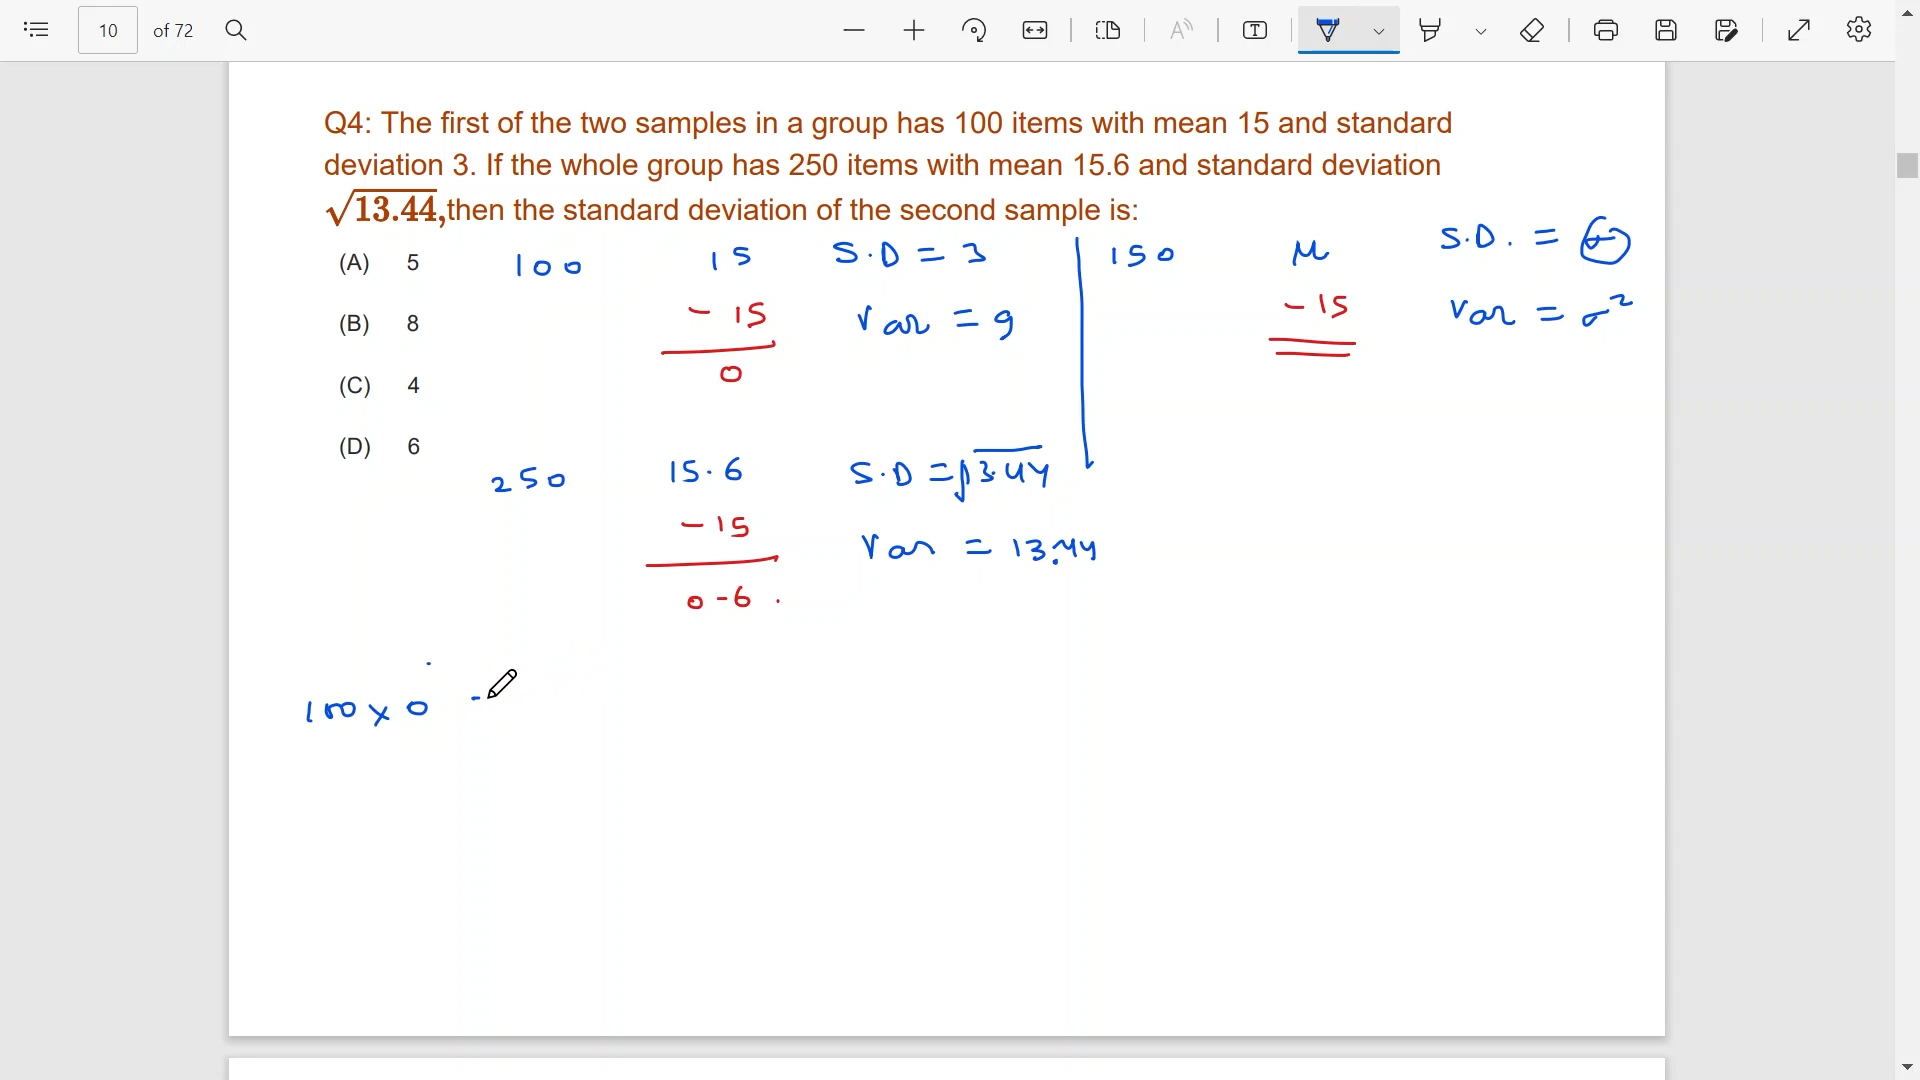 10 of 72
Q4: The first of the two samples in a group has 100 items with mean 15 and standard
deviation 3. If the whole group has 250 items with mean 15.6 and standard deviation
√13.44,then the standard deviation of the second sample is:
(A) 5
(B) 8
(C) 4
(D) 6
100 15 S.D = 3
- 15 Var = 9
0
150 μ S.D. = σ
- 15 Var = σ²
250 15.6 S.D = √13.44
- 15 Var = 13.44
0-6 .
100 x 0 -